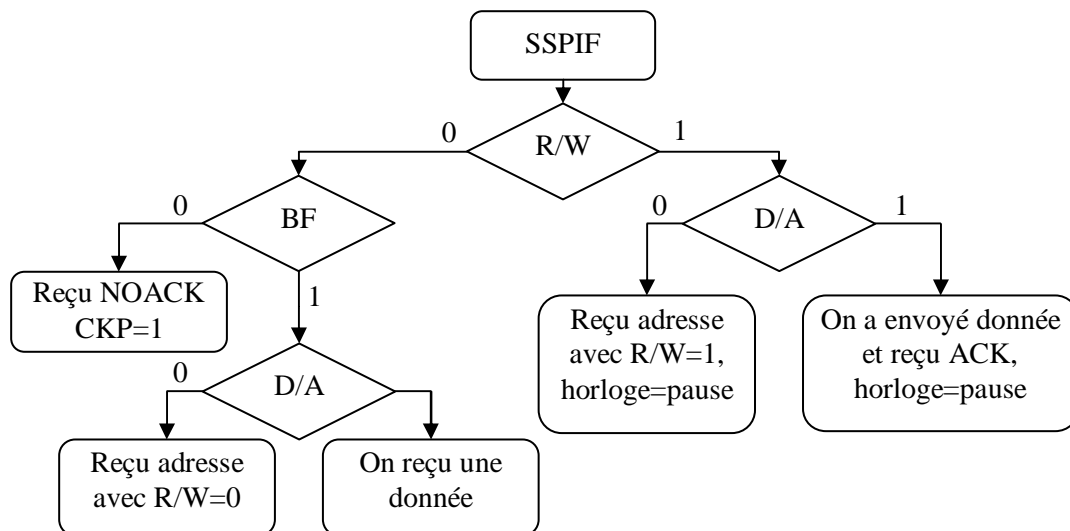 SSPIF
0
R/W
1
0
BF
0
D/A
1
Reçu NOACK
CKP=1
1
Reçu adresse
avec R/W=1,
horloge=pause
On a envoyé donnée
et reçu ACK,
horloge=pause
0
D/A
Reçu adresse
avec R/W=0
On reçu une
donnée